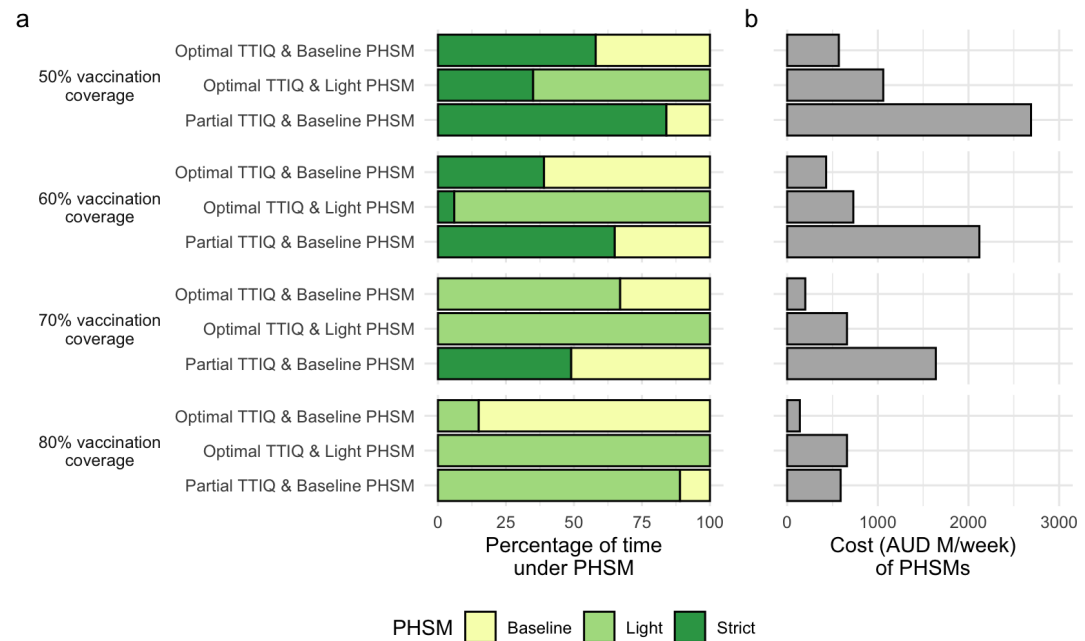 a
b
50% vaccination
coverage
Optimal TTIQ & Baseline PHSM
Optimal TTIQ & Light PHSM
Partial TTIQ & Baseline PHSM
60% vaccination
coverage
Optimal TTIQ & Baseline PHSM
Optimal TTIQ & Light PHSM
Partial TTIQ & Baseline PHSM
70% vaccination
coverage
Optimal TTIQ & Baseline PHSM
Optimal TTIQ & Light PHSM
Partial TTIQ & Baseline PHSM
80% vaccination
coverage
Optimal TTIQ & Baseline PHSM
Optimal TTIQ & Light PHSM
Partial TTIQ & Baseline PHSM
0 25 50 75 100
Percentage of time
under PHSM
0 1000 2000 3000
Cost (AUD M/week)
of PHSMs
PHSM Baseline Light Strict